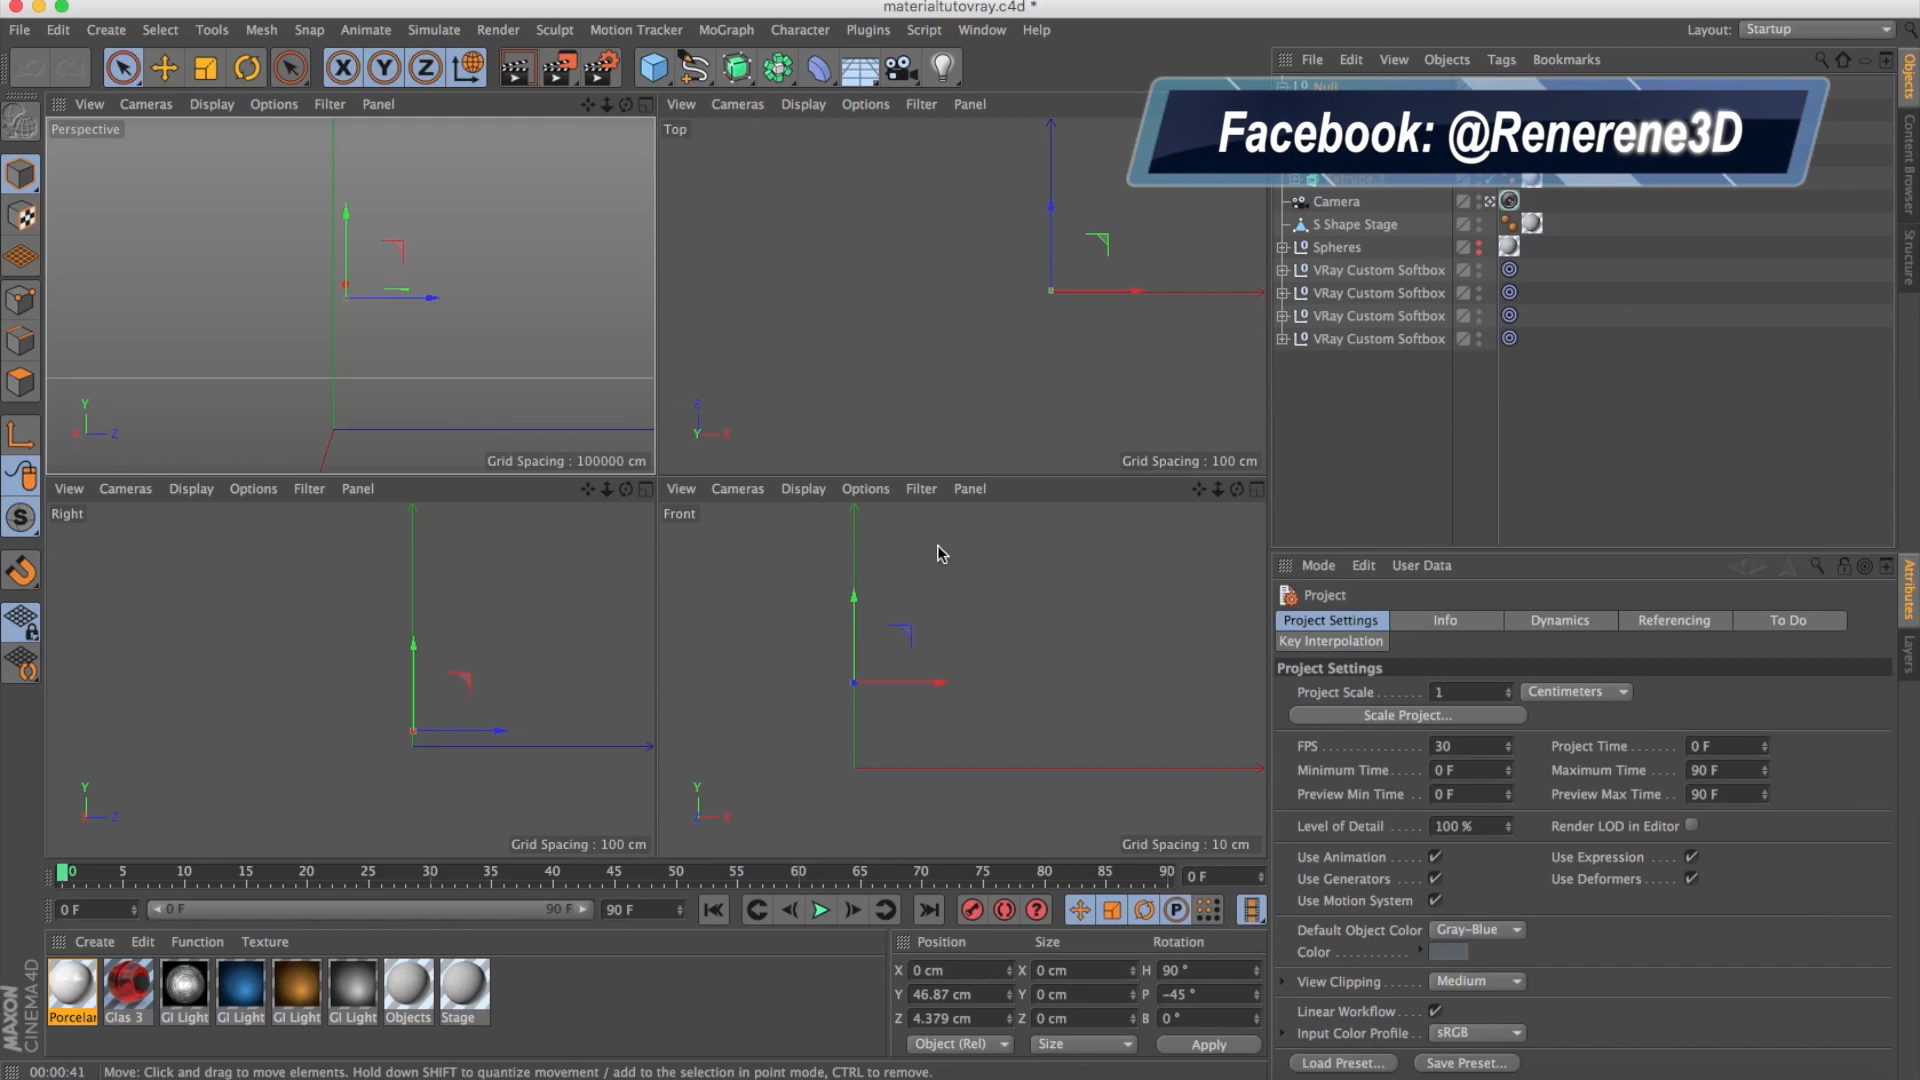 materialtutovray.c4d *
File Edit Create Select Tools Mesh Snap Animate Simulate Render Sculpt Motion Tracker MoGraph Character Plugins Script Window Help
Layout: Startup
File Edit View Objects Tags Bookmarks
Facebook: @Renerene3D
Null
Camera
S Shape Stage
Spheres
VRay Custom Softbox
VRay Custom Softbox
VRay Custom Softbox
VRay Custom Softbox
Objects
Content Browser
Structure
View Cameras Display Options Filter Panel
Perspective
Y
X Z
Grid Spacing : 100000 cm
View Cameras Display Options Filter Panel
Top
Z
Y X
Grid Spacing : 100 cm
View Cameras Display Options Filter Panel
Right
Y
X Z
Grid Spacing : 100 cm
View Cameras Display Options Filter Panel
Front
Y
Z X
Grid Spacing : 10 cm
Mode Edit User Data
Project
Project Settings Info Dynamics Referencing To Do
Key Interpolation
Project Settings
Project Scale 1 Centimeters
Scale Project...
FPS 30 Project Time 0 F
Minimum Time 0 F Maximum Time 90 F
Preview Min Time 0 F Preview Max Time 90 F
Level of Detail 100 % Render LOD in Editor
Use Animation Use Expression
Use Generators Use Deformers
Use Motion System
Default Object Color Gray-Blue
Color
View Clipping Medium
Linear Workflow
Input Color Profile sRGB
Load Preset... Save Preset...
Attributes
Layers
0 5 10 15 20 25 30 35 40 45 50 55 60 65 70 75 80 85 90 0 F
0 F 0 F 90 F 90 F
Create Edit Function Texture
Porcelar Glas 3 GI Light GI Light GI Light GI Light Objects Stage
Position Size Rotation
X 0 cm X 0 cm H 90 °
Y 46.87 cm Y 0 cm P -45 °
Z 4.379 cm Z 0 cm B 0 °
Object (Rel) Size Apply
MAXON
CINEMA 4D
00:00:41 Move: Click and drag to move elements. Hold down SHIFT to quantize movement / add to the selection in point mode, CTRL to remove.